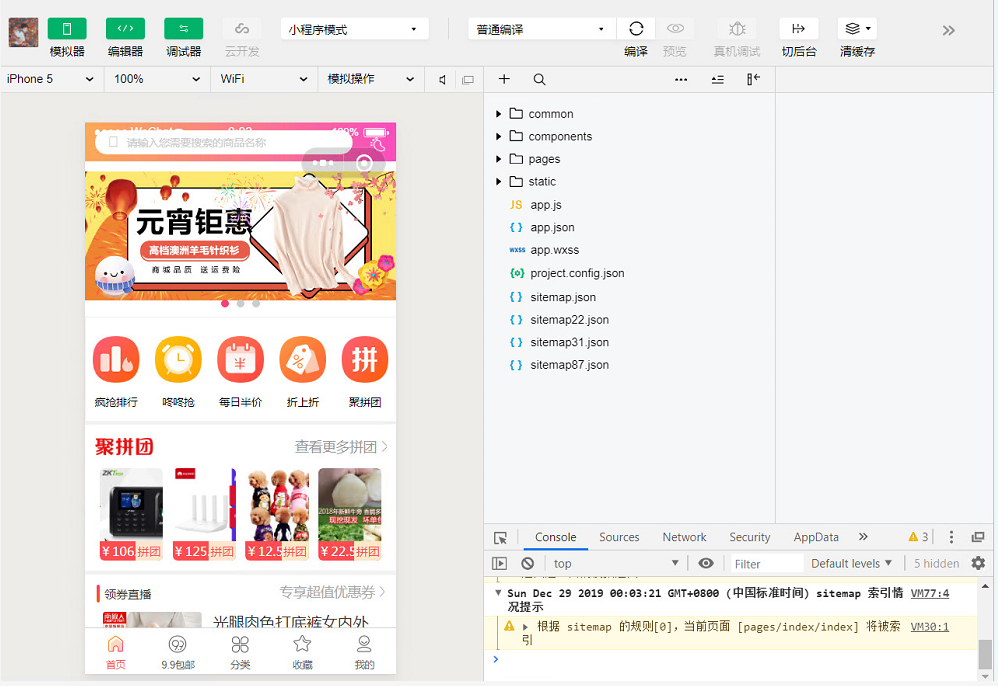 模拟器 编辑器 调试器 云开发 小程序模式 普通编译 编译 预览 真机调试 切后台 清缓存
iPhone 5 100% WiFi 模拟操作
请输入您需要搜索的商品名称
元宵钜惠
高档澳洲羊毛针织衫
商城品质 送运费险
疯抢排行 咚咚抢 每日半价 折上折 聚拼团
聚拼团 查看更多拼团
¥ 106 拼团 ¥ 125 拼团 ¥ 12.5 拼团 ¥ 22.5 拼团
领券直播 专享超值优惠券
光腿肉色打底裤女内外
首页 9.9包邮 分类 收藏 我的
common
components
pages
static
JS app.js
{ } app.json
wxss app.wxss
project.config.json
{ } sitemap.json
{ } sitemap22.json
{ } sitemap31.json
{ } sitemap87.json
Console Sources Network Security AppData 3
top Filter Default levels 5 hidden
Sun Dec 29 2019 00:03:21 GMT+0800 (中国标准时间) sitemap 索引情 VM77:4
况提示
根据 sitemap 的规则[0]，当前页面 [pages/index/index] 将被索 VM30:1
引